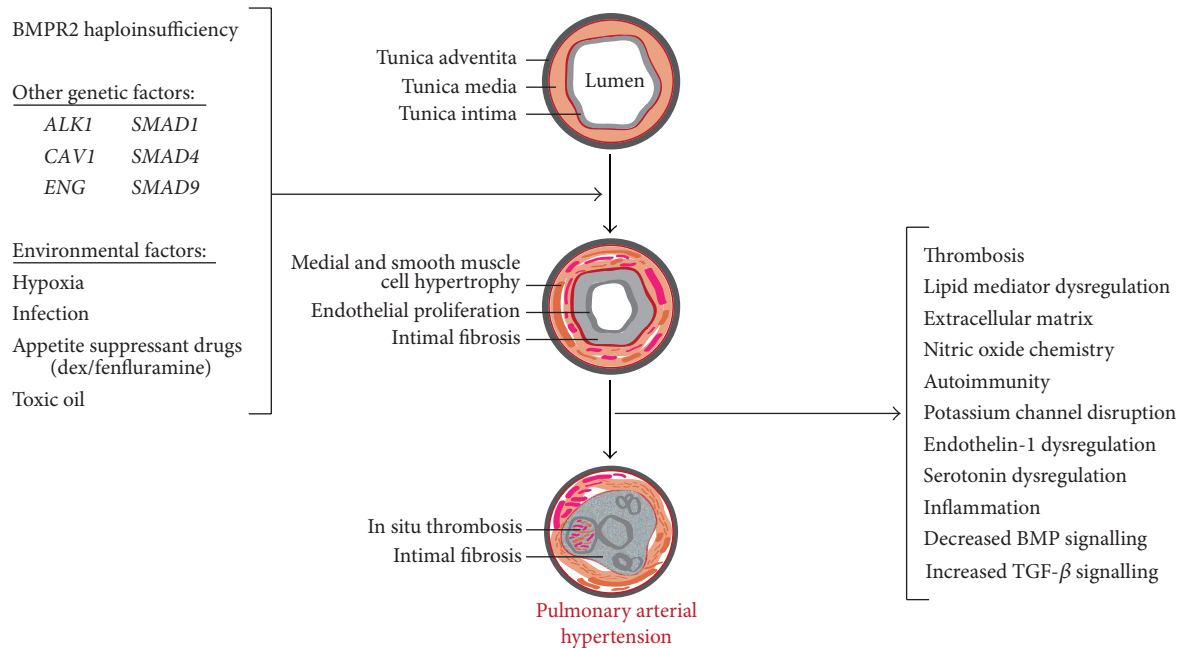 BMPR2 haploinsufficiency
Other genetic factors:
ALK1 SMAD1
CAV1 SMAD4
ENG SMAD9
Environmental factors:
Hypoxia
Infection
Appetite suppressant drugs
(dex/fenfluramine)
Toxic oil
Tunica adventita
Tunica media
Tunica intima
Lumen
Medial and smooth muscle
cell hypertrophy
Endothelial proliferation
Intimal fibrosis
In situ thrombosis
Intimal fibrosis
Pulmonary arterial
hypertension
Thrombosis
Lipid mediator dysregulation
Extracellular matrix
Nitric oxide chemistry
Autoimmunity
Potassium channel disruption
Endothelin-1 dysregulation
Serotonin dysregulation
Inflammation
Decreased BMP signalling
Increased TGF-β signalling